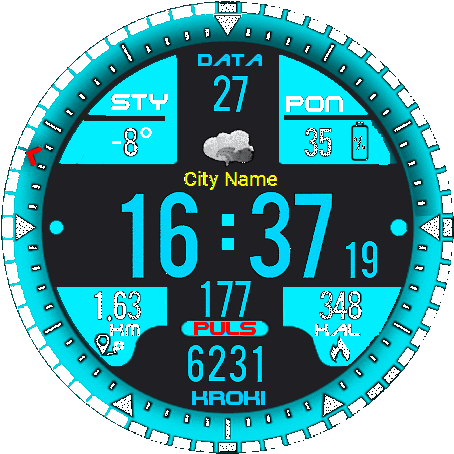 DATA
27
STY
PON
-8°
35
%
City Name
16:37
19
1.63
KM
177
PULS
348
KAL
6231
KROKI